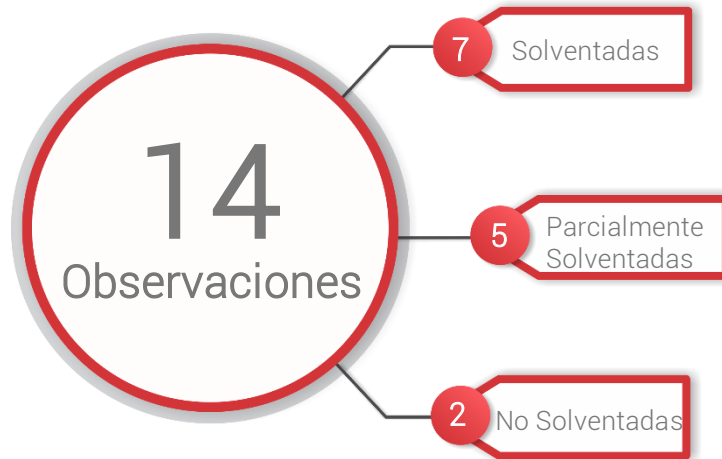 14
Observaciones
7
Solventadas
5
Parcialmente
Solventadas
2
No Solventadas